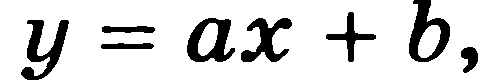 y = ax + b,